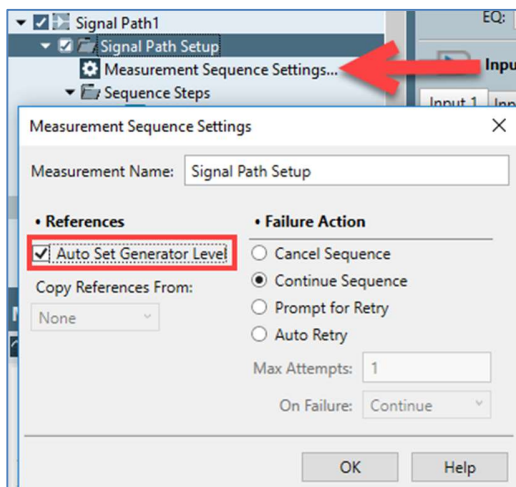 Signal Path1
EQ:
Signal Path Setup
Measurement Sequence Settings...
Sequence Steps
Input 1
Measurement Sequence Settings
Measurement Name: Signal Path Setup
• References
• Failure Action
Auto Set Generator Level
Cancel Sequence
Copy References From:
Continue Sequence
None
Prompt for Retry
Auto Retry
Max Attempts: 1
On Failure: Continue
OK
Help